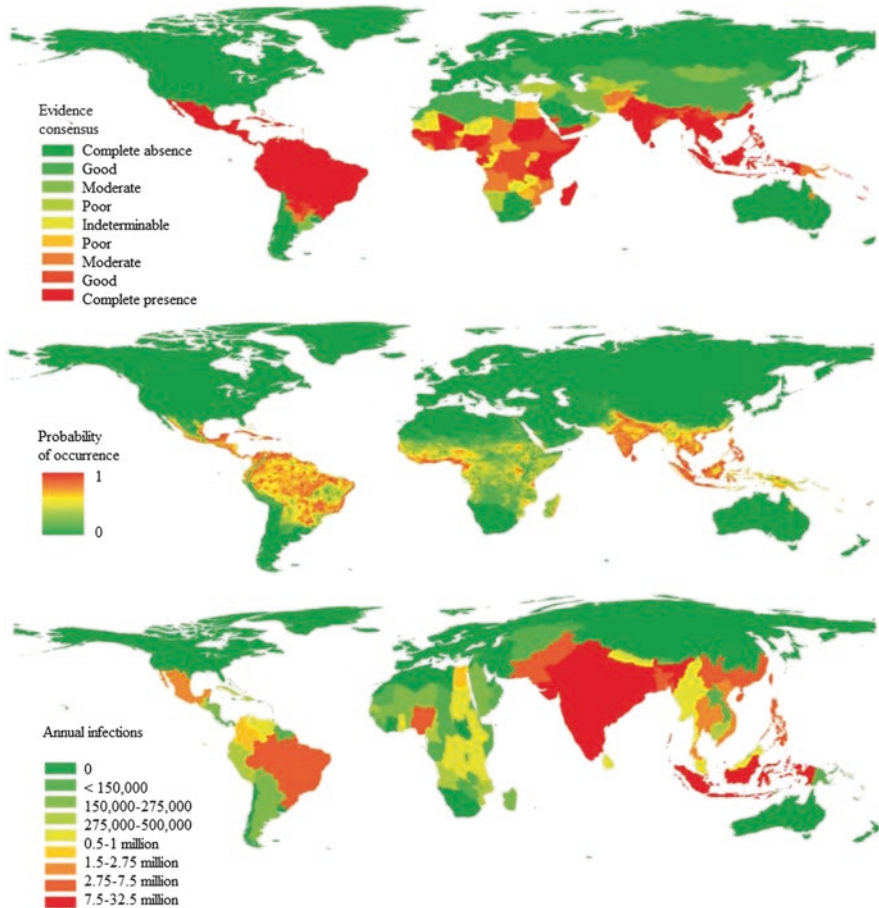 Evidence
consensus
Complete absence
Good
Moderate
Poor
Indeterminable
Poor
Moderate
Good
Complete presence
Probability
of occurrence
1
0
Annual infections
0
< 150,000
150,000-275,000
275,000-500,000
0.5-1 million
1.5-2.75 million
2.75-7.5 million
7.5-32.5 million